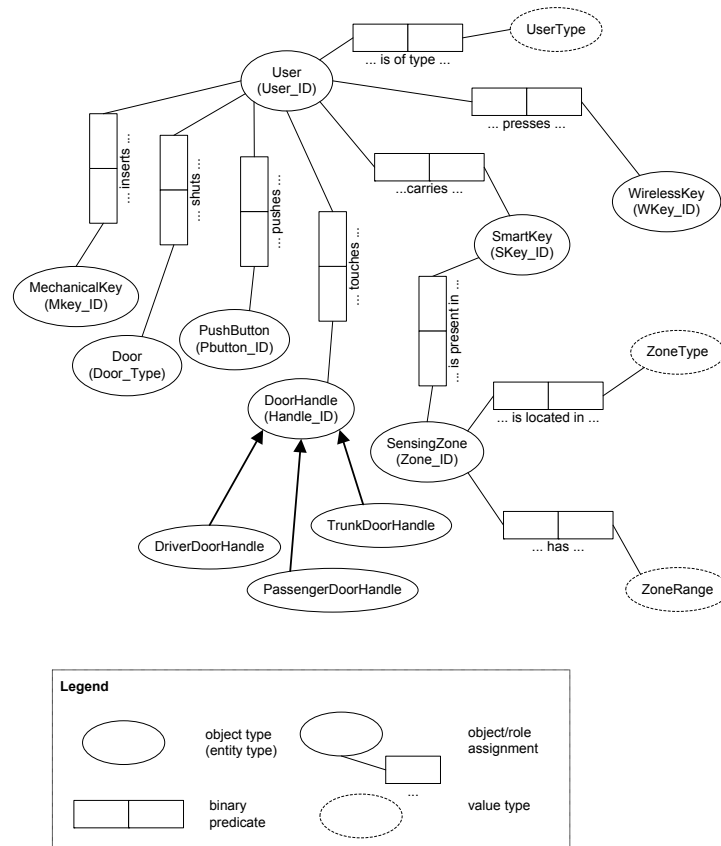 UserType
... is of type ...
User
(User_ID)
... presses ...
... inserts ...
... shuts ...
... pushes ...
...carries ...
WirelessKey
(WKey_ID)
... touches ...
SmartKey
(SKey_ID)
MechanicalKey
(Mkey_ID)
PushButton
(Pbutton_ID)
... is present in ...
Door
(Door_Type)
ZoneType
DoorHandle
(Handle_ID)
... is located in ...
SensingZone
(Zone_ID)
TrunkDoorHandle
DriverDoorHandle
... has ...
PassengerDoorHandle
ZoneRange
Legend
object type
(entity type)
object/role
assignment
...
binary
predicate
value type